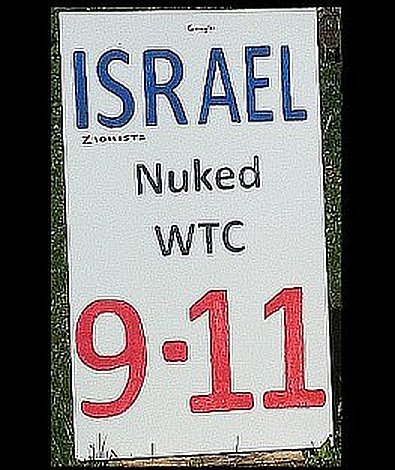 ISRAEL
ZIONISTS
Nuked
WTC
9-11